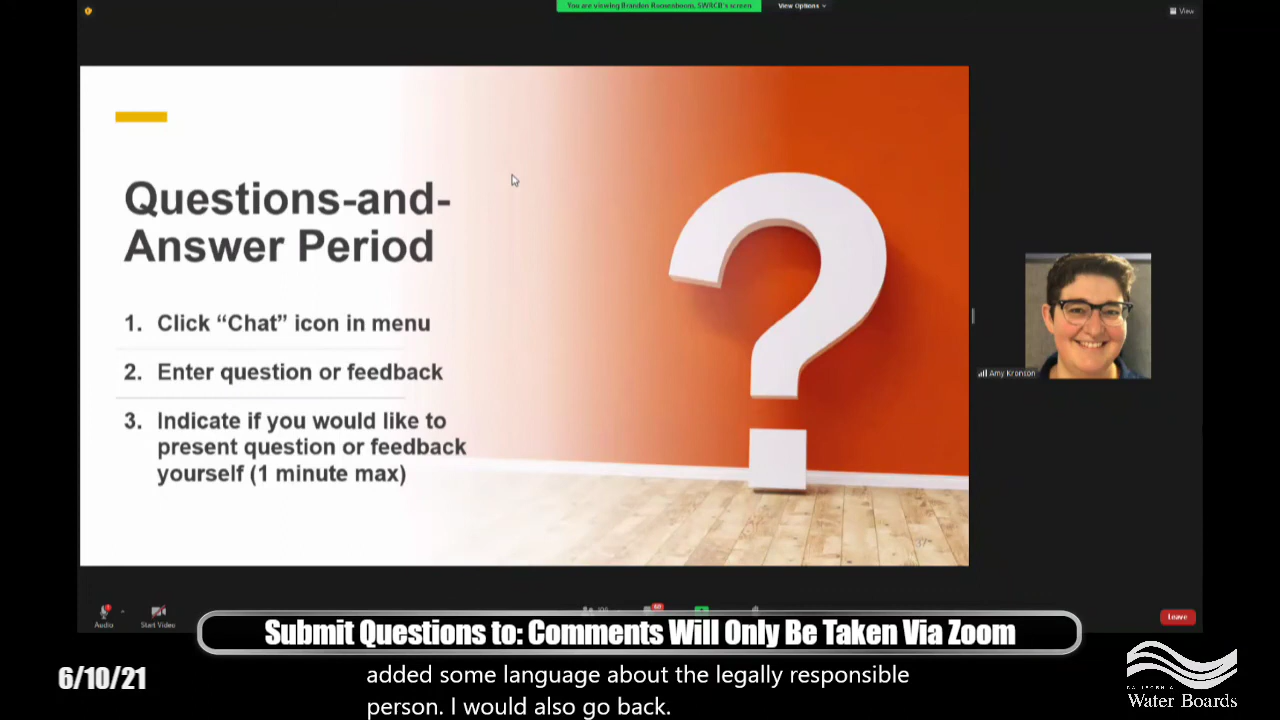 You are viewing Brandon Roosenboom, SWRCB's screen
View Options
View
Questions-and-
Answer Period
1. Click “Chat” icon in menu
2. Enter question or feedback
3. Indicate if you would like to
present question or feedback
yourself (1 minute max)
37
Amy Kronson
Audio
Start Video
Leave
Submit Questions to: Comments Will Only Be Taken Via Zoom
6/10/21
added some language about the legally responsible
person. I would also go back.
CALIFORNIA
Water Boards